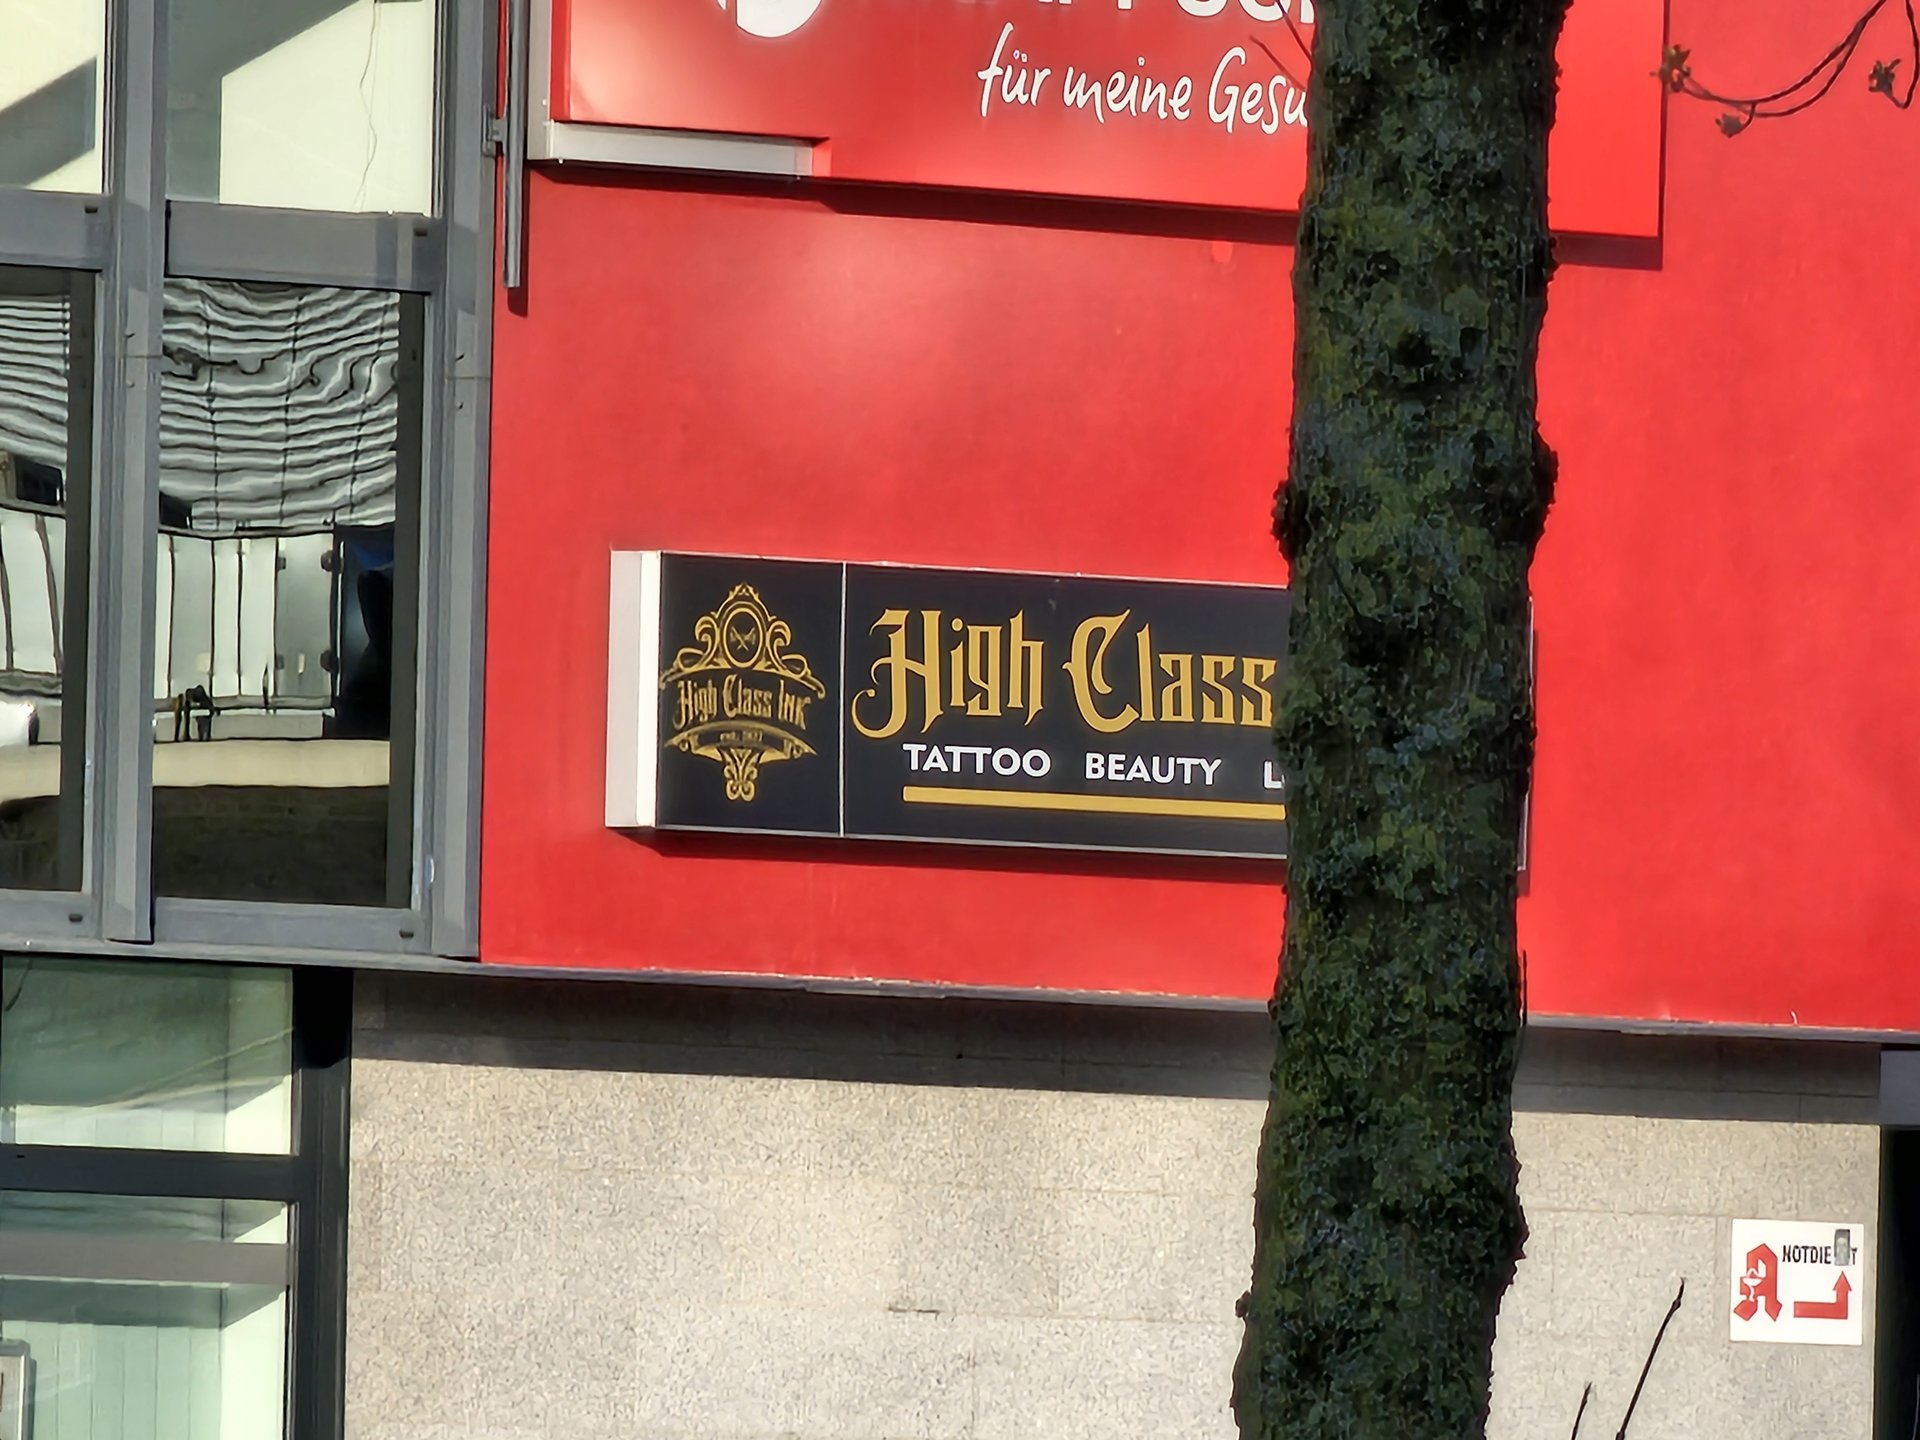 für meine Gesu
High Class Ink
High Class
TATTOO BEAUTY L
NOTDIE T